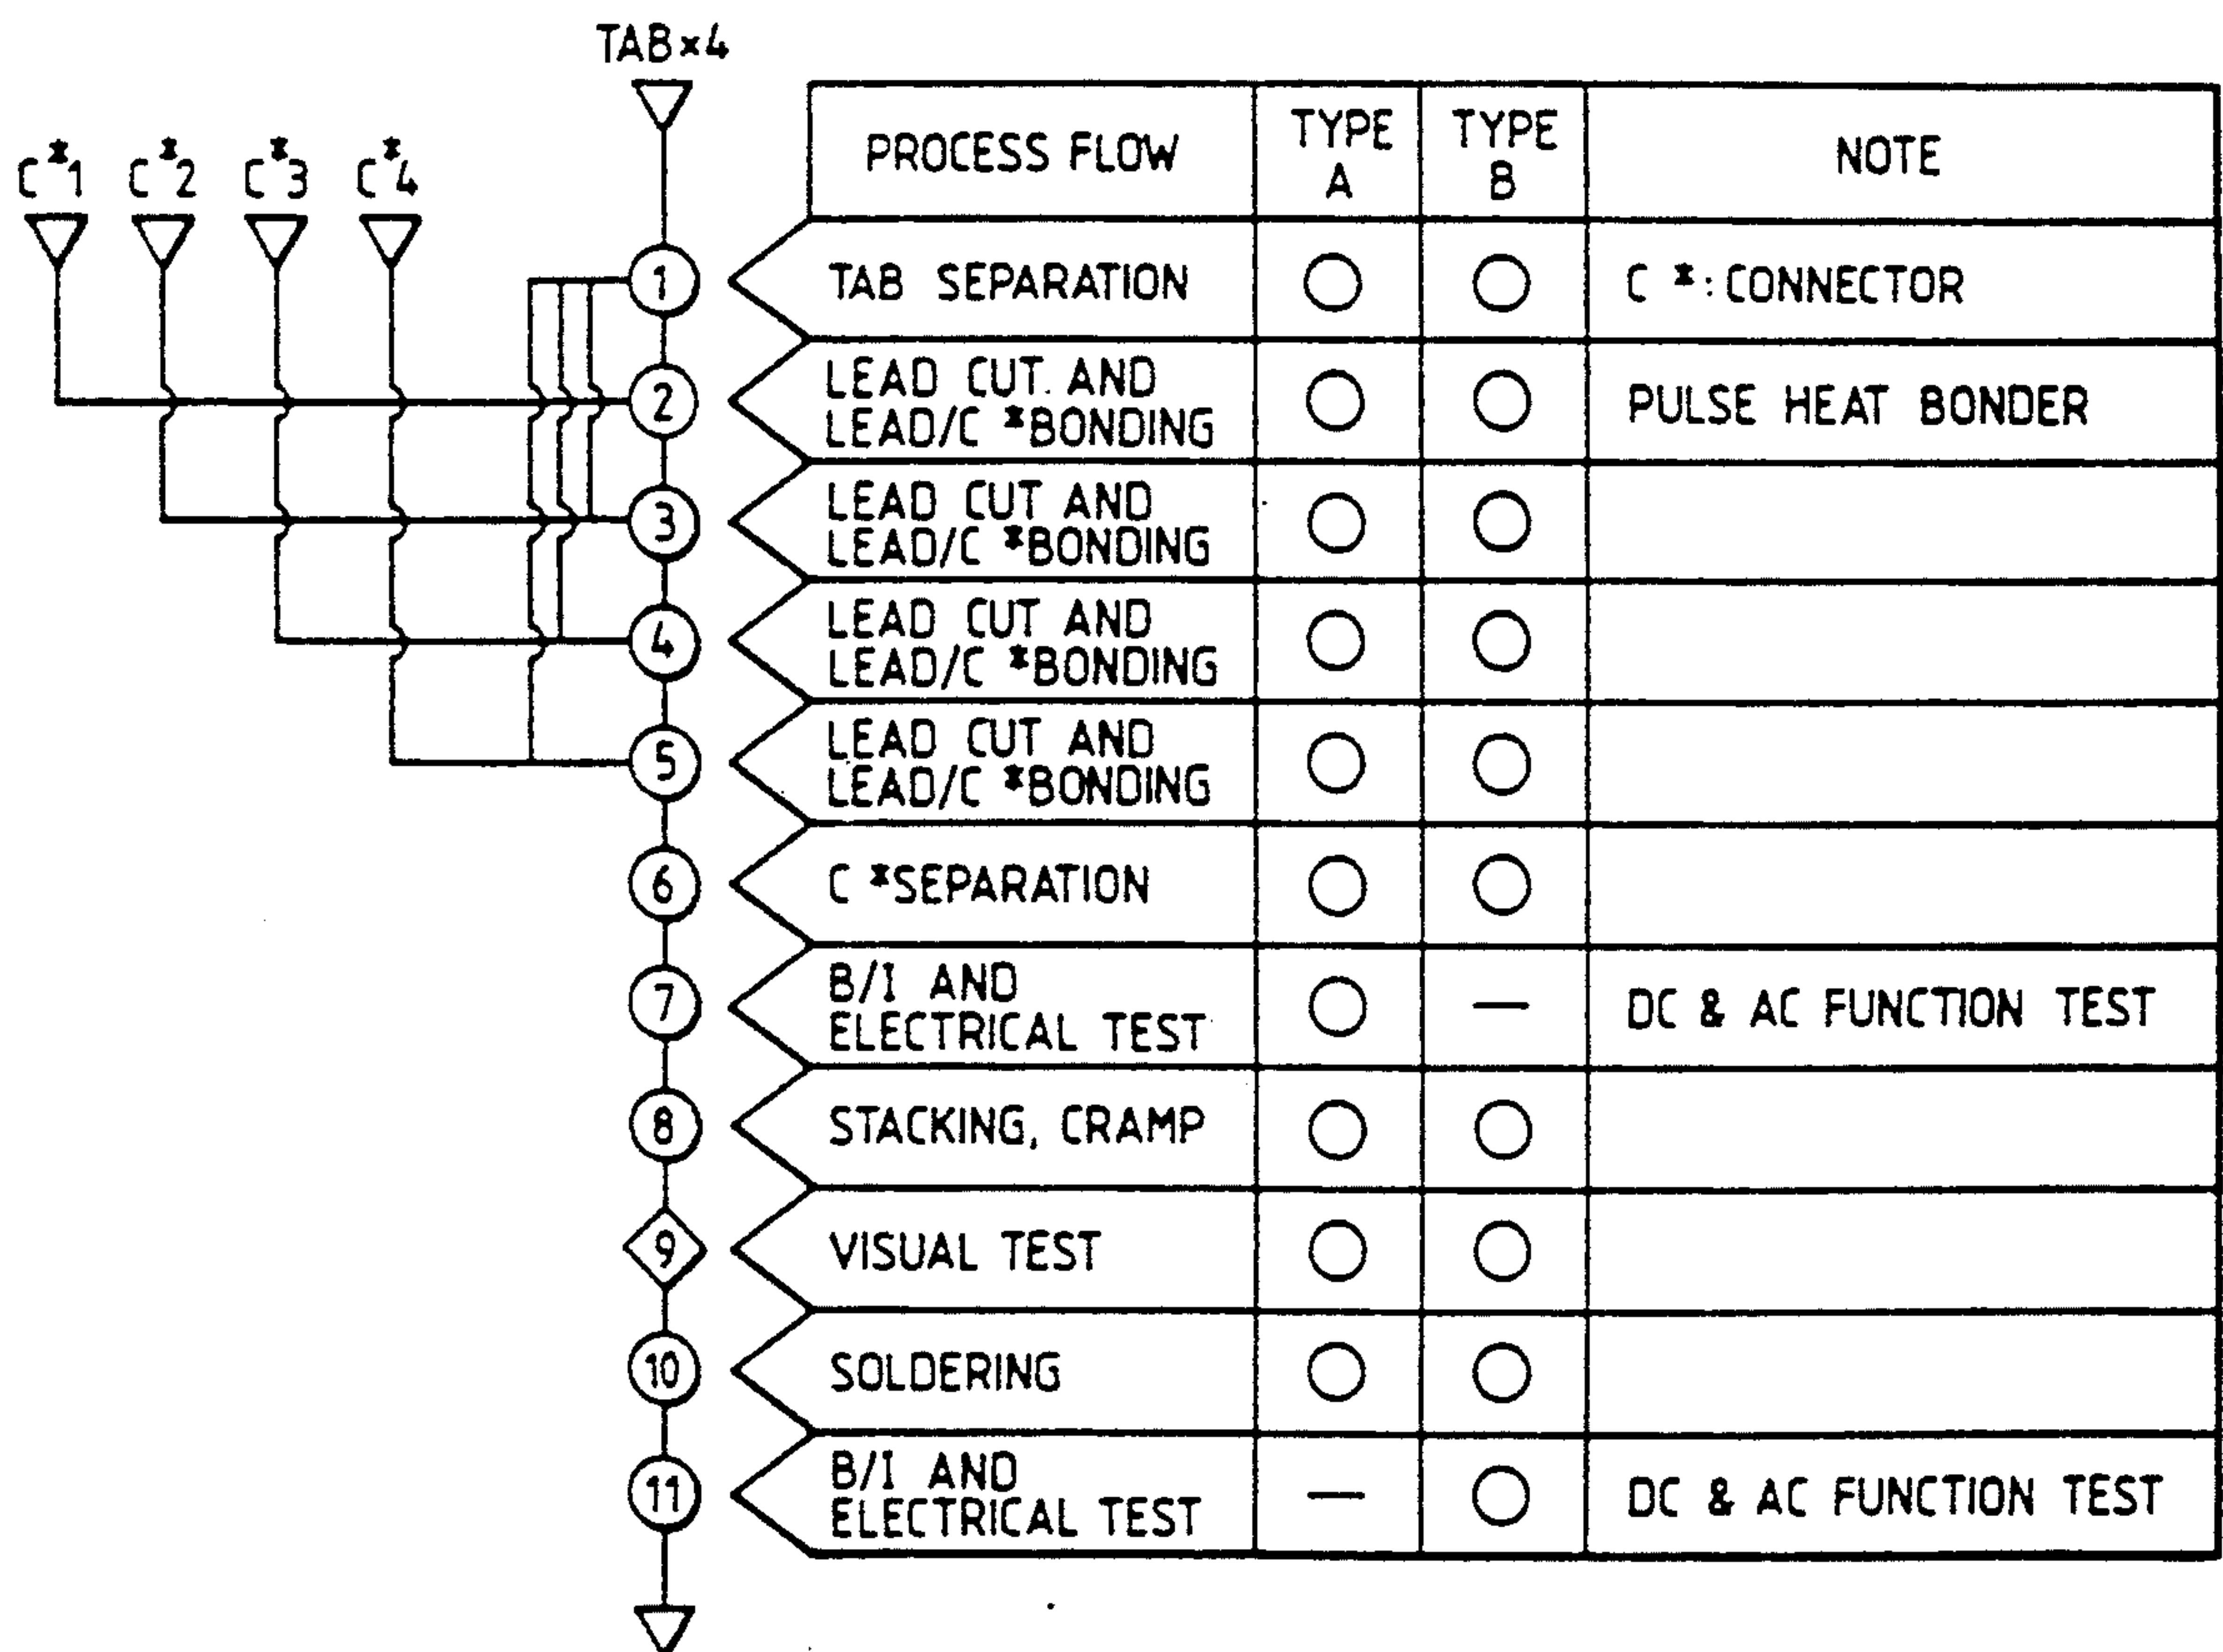 TAB×4
C*1 C*2 C*3 C*4
PROCESS FLOW
TYPE
A
TYPE
B
NOTE
1
TAB SEPARATION
C *: CONNECTOR
2
LEAD CUT AND
LEAD/C *BONDING
PULSE HEAT BONDER
3
LEAD CUT AND
LEAD/C *BONDING
4
LEAD CUT AND
LEAD/C *BONDING
5
LEAD CUT AND
LEAD/C *BONDING
6
C *SEPARATION
7
B/I AND
ELECTRICAL TEST
—
DC & AC FUNCTION TEST
8
STACKING, CRAMP
9
VISUAL TEST
10
SOLDERING
11
B/I AND
ELECTRICAL TEST
—
DC & AC FUNCTION TEST